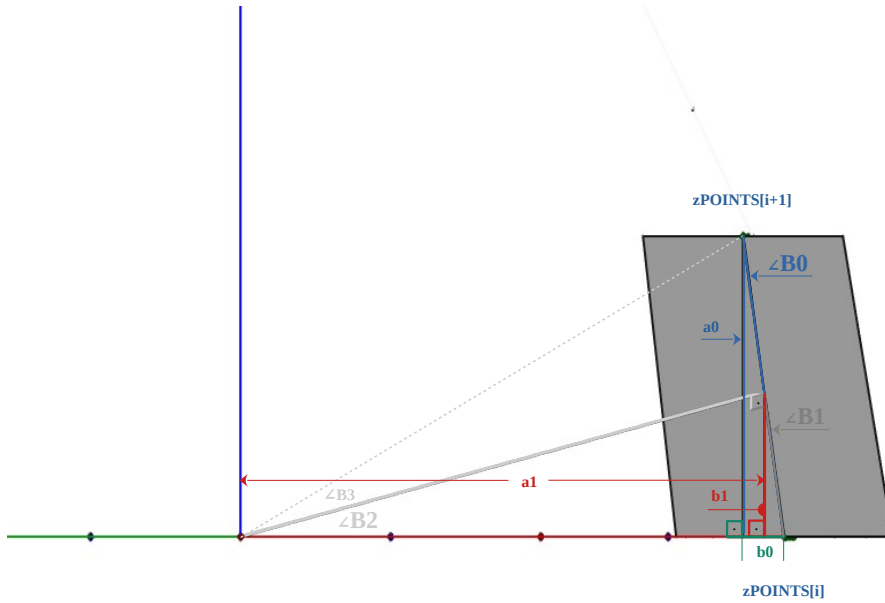 zPOINTS[i+1]
∠B0
a0
∠B1
a1
∠B3
b1
∠B2
b0
zPOINTS[i]